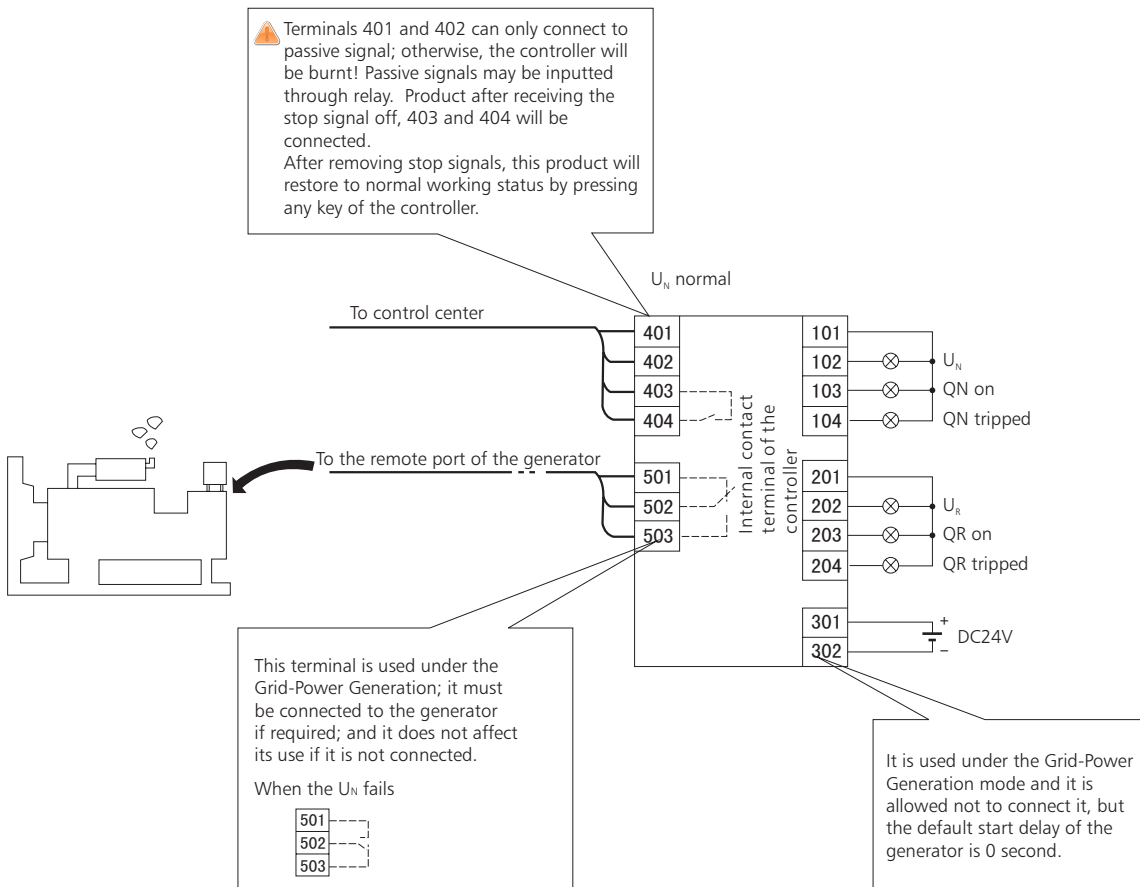 Terminals 401 and 402 can only connect to
passive signal; otherwise, the controller will
be burnt! Passive signals may be inputted
through relay. Product after receiving the
stop signal off, 403 and 404 will be
connected.
After removing stop signals, this product will
restore to normal working status by pressing
any key of the controller.
U_N normal
To control center
401
402
403
404
To the remote port of the generator
501
502
503
Internal contact
terminal of the
controller
101
102
103
104
U_N
QN on
QN tripped
201
202
203
204
U_R
QR on
QR tripped
301
302
+
−
DC24V
This terminal is used under the
Grid-Power Generation; it must
be connected to the generator
if required; and it does not affect
its use if it is not connected.
When the U_N fails
501
502
503
It is used under the Grid-Power
Generation mode and it is
allowed not to connect it, but
the default start delay of the
generator is 0 second.